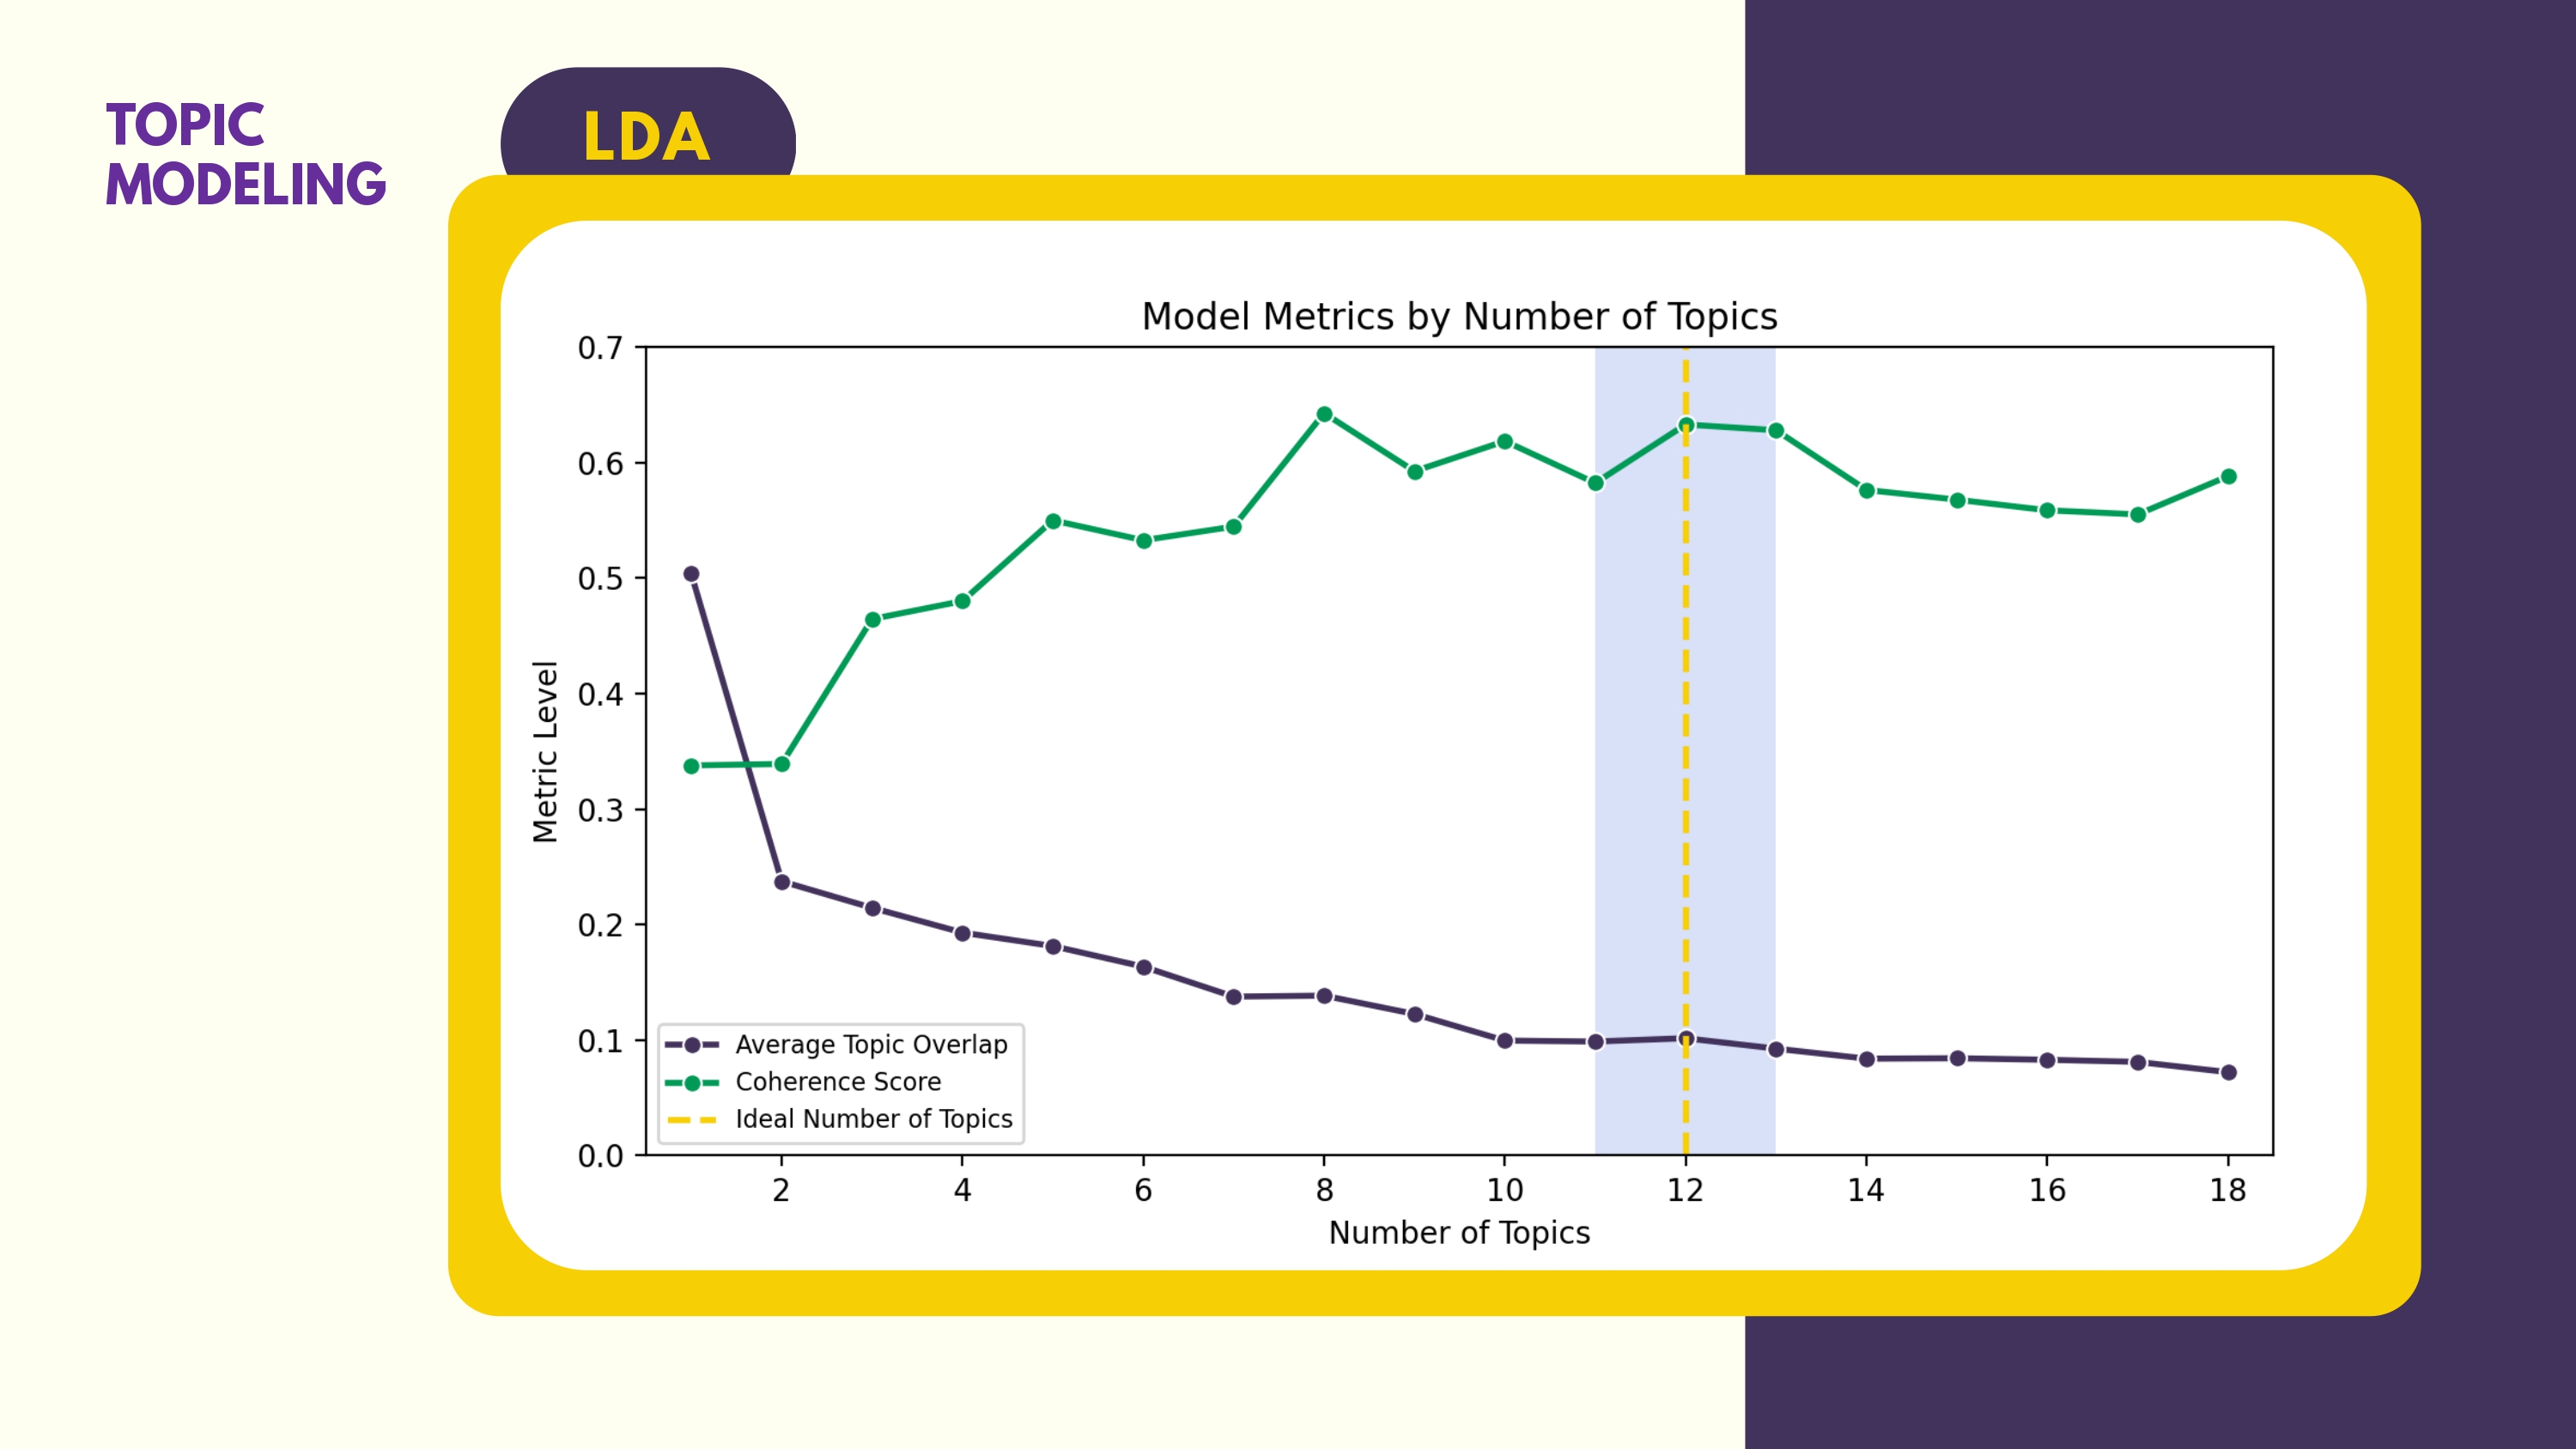 TOPIC
MODELING
LDA
Model Metrics by Number of Topics
0.7
0.6
0.5
0.4
0.3
0.2
0.1
0.0
Metric Level
Average Topic Overlap
Coherence Score
Ideal Number of Topics
2 4 6 8 10 12 14 16 18
Number of Topics